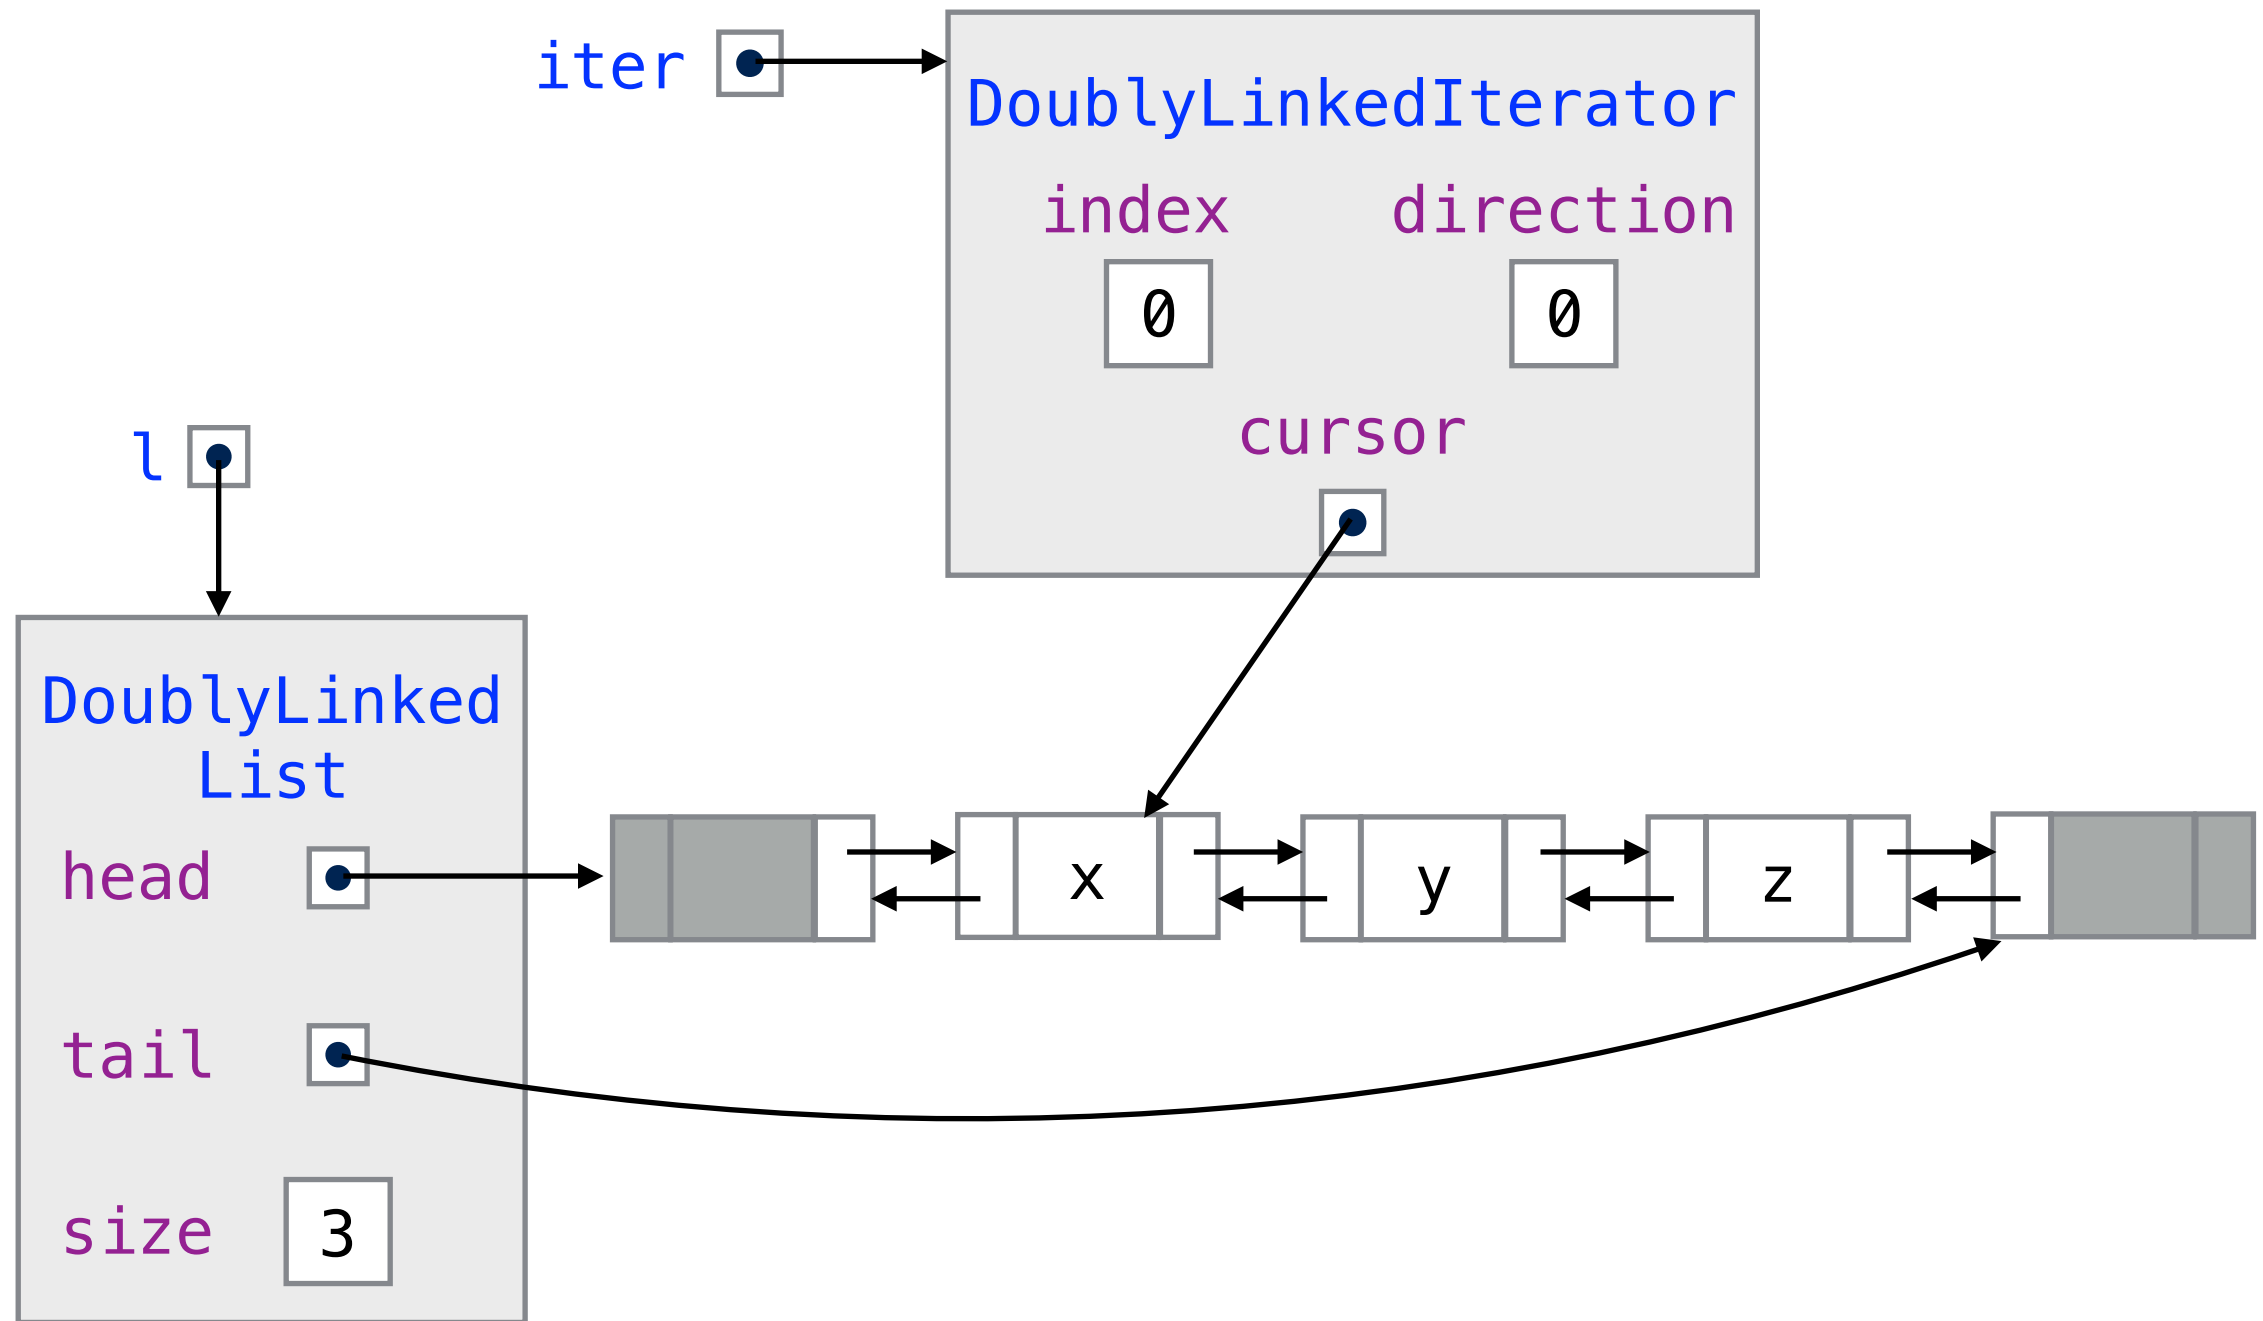 iter
DoublyLinkedIterator
index direction
0 0
cursor
l
DoublyLinked
List
head
x y z
tail
size 3